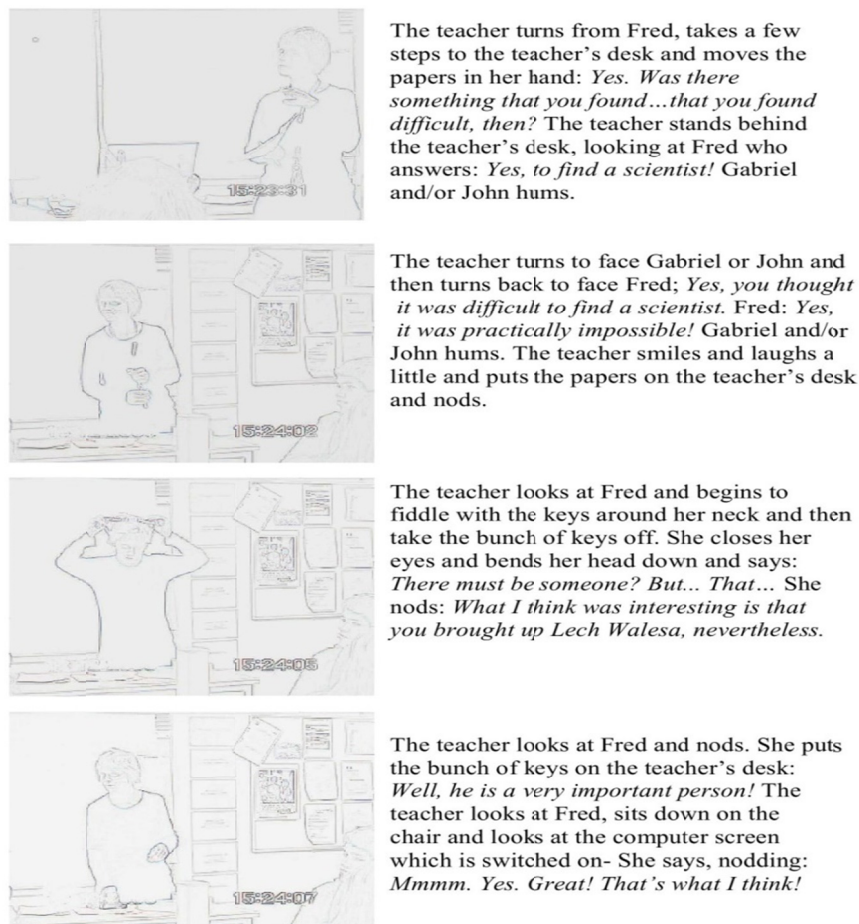 The teacher turns from Fred, takes a few
steps to the teacher's desk and moves the
papers in her hand: Yes. Was there
something that you found...that you found
difficult, then? The teacher stands behind
the teacher's desk, looking at Fred who
answers: Yes, to find a scientist! Gabriel
and/or John hums.
15:23:31
The teacher turns to face Gabriel or John and
then turns back to face Fred; Yes, you thought
it was difficult to find a scientist. Fred: Yes,
it was practically impossible! Gabriel and/or
John hums. The teacher smiles and laughs a
little and puts the papers on the teacher's desk
and nods.
15:24:02
The teacher looks at Fred and begins to
fiddle with the keys around her neck and then
take the bunch of keys off. She closes her
eyes and bends her head down and says:
There must be someone? But... That... She
nods: What I think was interesting is that
you brought up Lech Walesa, nevertheless.
15:24:05
The teacher looks at Fred and nods. She puts
the bunch of keys on the teacher's desk:
Well, he is a very important person! The
teacher looks at Fred, sits down on the
chair and looks at the computer screen
which is switched on- She says, nodding:
Mmmm. Yes. Great! That's what I think!
15:24:07